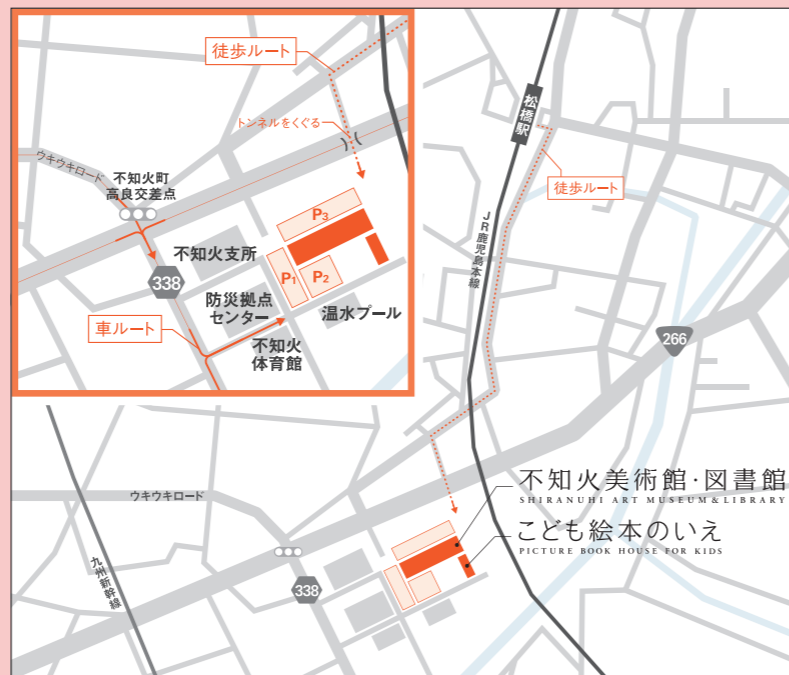 徒歩ルート
トンネルをくぐる
ウキウキロード
不知火町
高良交差点
P3
不知火支所
P1
P2
338
防災拠点
センター
温水プール
車ルート
不知火
体育館
松橋駅
徒歩ルート
JR鹿児島本線
266
不知火美術館・図書館
SHIRANUHI ART MUSEUM & LIBRARY
ウキウキロード
こども絵本のいえ
PICTURE BOOK HOUSE FOR KIDS
九州新幹線
338